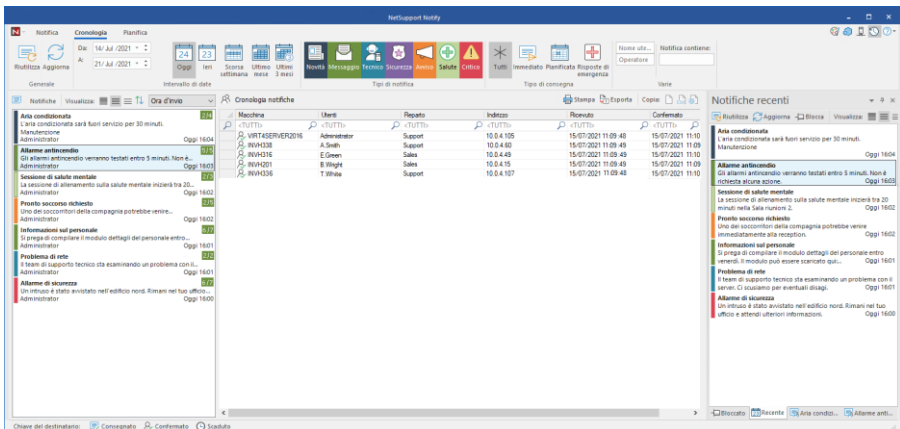 NetSupport Notify
Notifica Cronologia Pianifica
Da: 14/ Jul /2021
A: 21/ Jul /2021
Riutilizza Aggiorna
24 Oggi
23 Ieri
Scorsa settimana
Ultimo mese
Ultimi 3 mesi
Novità Messaggio Tecnico Sicurezza Avviso Salute Critico
Tutti Immediato Pianificata Risposte di emergenza
Nome ute...
Operatore
Notifica contiene:
Generale Intervallo di date Tipi di notifica Tipo di consegna Varie
Notifiche Visualizza: Ora d'invio
Aria condizionata 2/4
L'aria condizionata sarà fuori servizio per 30 minuti.
Manutenzione
Administrator Oggi 16:04
Allarme antincendio 5/5
Gli allarmi antincendio verranno testati entro 5 minuti. Non è...
Administrator Oggi 16:03
Sessione di salute mentale
La sessione di allenamento sulla salute mentale inizierà tra 20...
Administrator Oggi 16:02
Pronto soccorso richiesto
Uno dei soccorritori della compagnia potrebbe venire...
Administrator Oggi 16:02
Informazioni sul personale 6/7
Si prega di compilare il modulo dettagli del personale entro...
Administrator Oggi 16:01
Problema di rete 2/2
Il team di supporto tecnico sta esaminando un problema con il...
Administrator Oggi 16:01
Allarme di sicurezza 6/7
Un intruso è stato avvistato nell'edificio nord. Rimani nel tuo ufficio...
Administrator Oggi 16:00
Cronologia notifiche Stampa Esporta Copia:
Macchina Utenti Reparto Indirizzo Ricevuto Confermato
<TUTTI> <TUTTI> <TUTTI> <TUTTI> <TUTTI> <TUTTI>
VIRT4SERVER2016 Administrator Support 10.0.4.105 15/07/2021 11:09:48 15/07/2021 11:10
INVH338 A.Smith Support 10.0.4.60 15/07/2021 11:09:49 15/07/2021 11:09
INVH316 E.Green Sales 10.0.4.49 15/07/2021 11:09:49 15/07/2021 11:10
INVH201 B.Wright Sales 10.0.4.15 15/07/2021 11:09:49 15/07/2021 11:09
INVH336 T.White Support 10.0.4.107 15/07/2021 11:09:48 15/07/2021 11:10
Notifiche recenti
Riutilizza Aggiorna Blocca Visualizza:
Aria condizionata
L'aria condizionata sarà fuori servizio per 30 minuti.
Manutenzione
Oggi 16:04
Allarme antincendio
Gli allarmi antincendio verranno testati entro 5 minuti. Non è
richiesta alcuna azione. Oggi 16:03
Sessione di salute mentale
La sessione di allenamento sulla salute mentale inizierà tra 20
minuti nella Sala riunioni 2. Oggi 16:02
Pronto soccorso richiesto
Uno dei soccorritori della compagnia potrebbe venire
immediatamente alla reception. Oggi 16:02
Informazioni sul personale
Si prega di compilare il modulo dettagli del personale entro
venerdì. Il modulo può essere scaricato qui... Oggi 16:01
Problema di rete
Il team di supporto tecnico sta esaminando un problema con il
server. Ci scusiamo per eventuali disagi. Oggi 16:01
Allarme di sicurezza
Un intruso è stato avvistato nell'edificio nord. Rimani nel tuo
ufficio e attendi ulteriori informazioni. Oggi 16:00
Bloccato Recente Aria condizi... Allarme anti...
Chiave del destinatario: Consegnato Confermato Scaduto